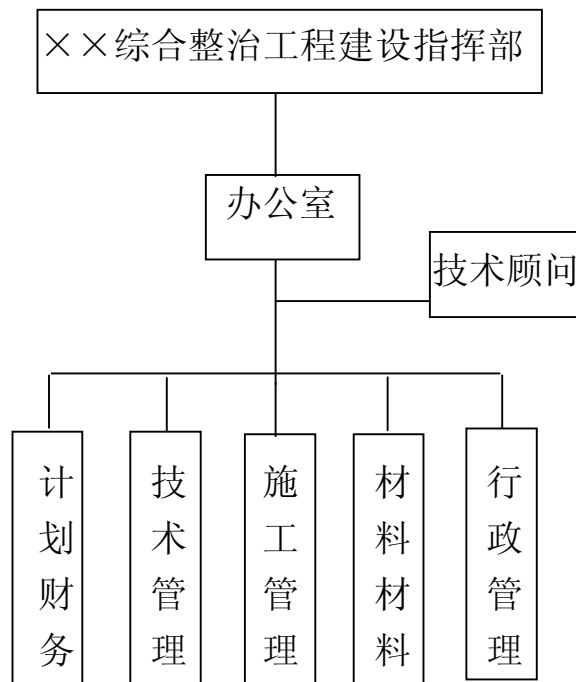 ××综合整治工程建设指挥部
办公室
技术顾问
计划财务
技术管理
施工管理
材料材料
行政管理